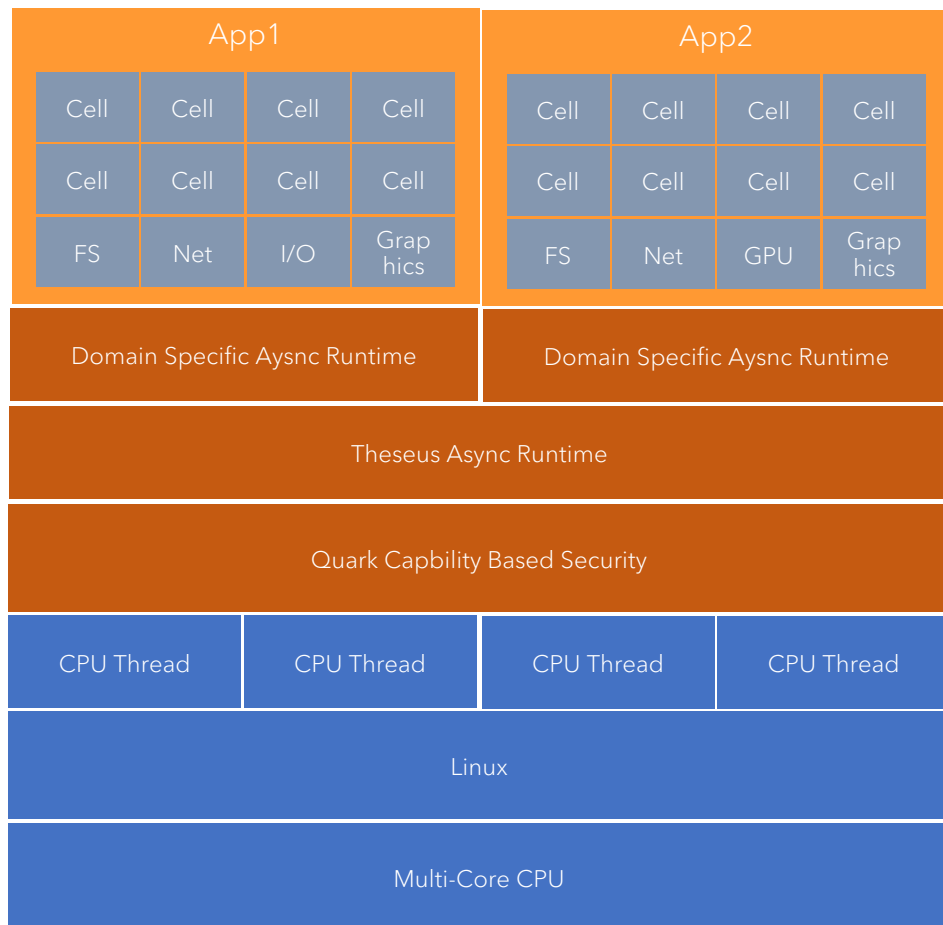 App1
App2
Cell Cell Cell Cell
Cell Cell Cell Cell
Cell Cell Cell Cell
Cell Cell Cell Cell
FS Net I/O Grap
hics
FS Net GPU Grap
hics
Domain Specific Aysnc Runtime
Domain Specific Aysnc Runtime
Theseus Async Runtime
Quark Capbility Based Security
CPU Thread CPU Thread CPU Thread CPU Thread
Linux
Multi-Core CPU